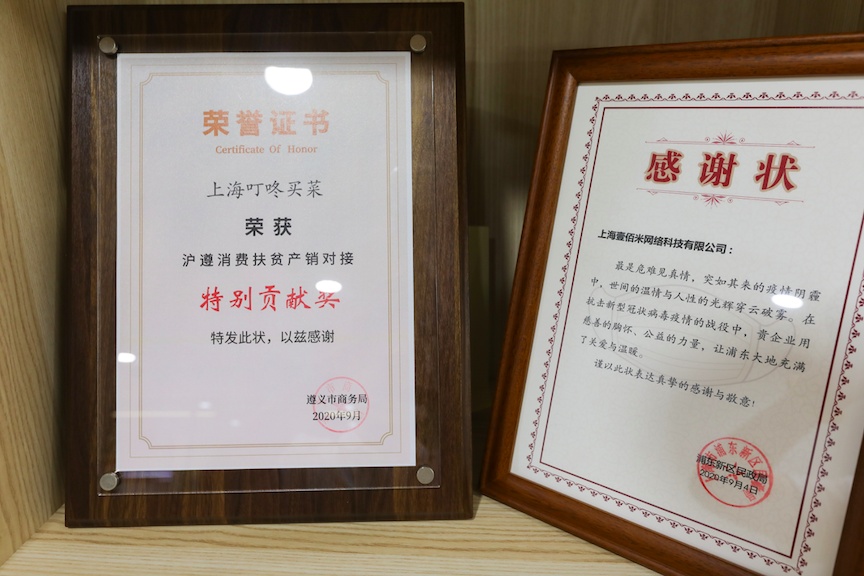 荣誉证书
Certificate Of Honor
上海叮咚买菜
荣获
沪遵消费扶贫产销对接
特别贡献奖
特发此状，以兹感谢
遵义市商务局
2020年9月
感谢状
上海壹佰米网络科技有限公司：
最是危难见真情，突如其来的疫情阴霾
中，世间的温情与人性的光辉穿云破雾。在
抗击新型冠状病毒疫情的战役中，贵企业用
慈善的胸怀、公益的力量，让浦东大地充满
了关爱与温暖。
谨以此状表达真挚的感谢与敬意！
浦东新区民政局
2020年9月4日